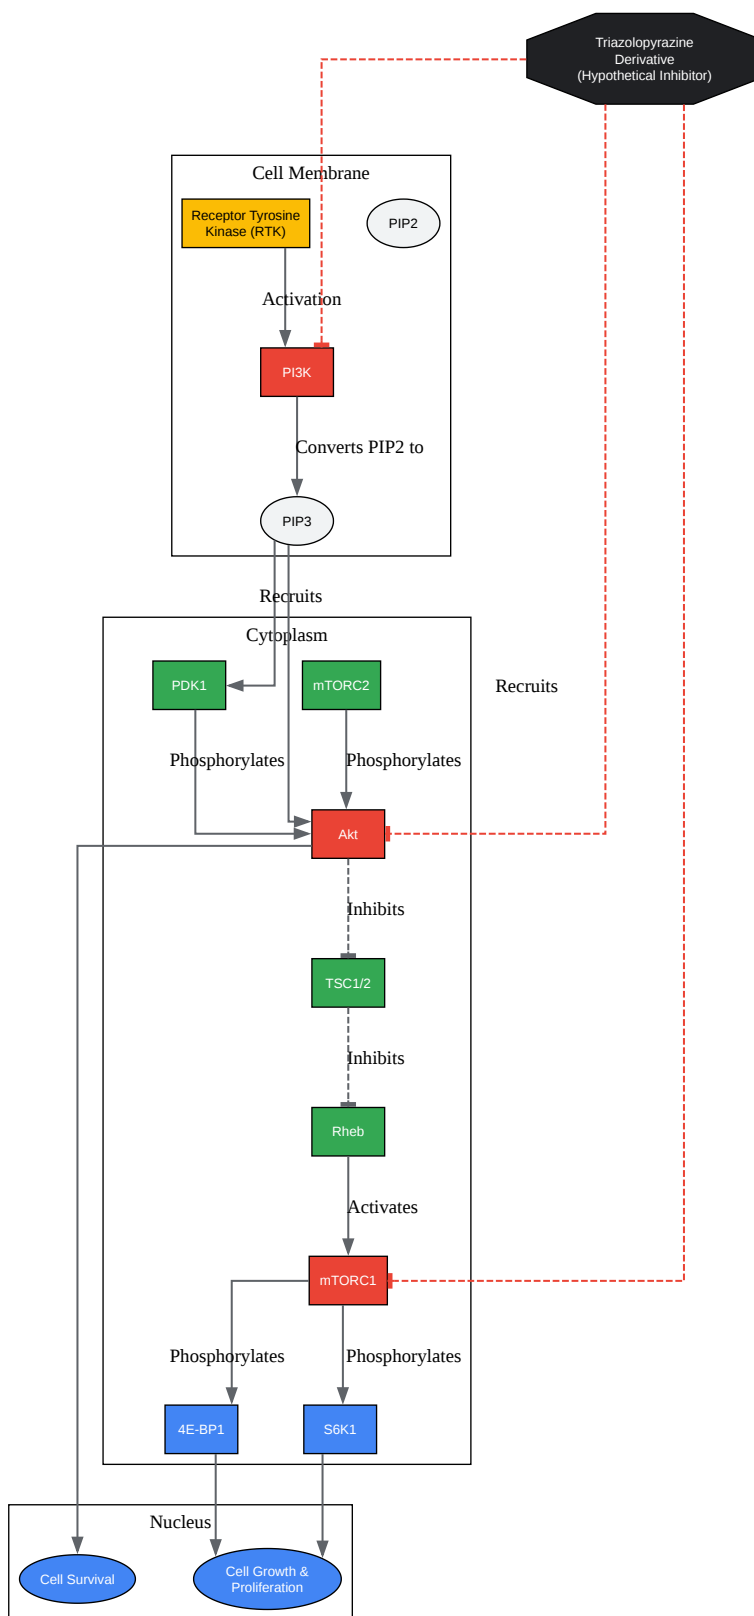 Triazolopyrazine
Derivative
(Hypothetical Inhibitor)
Cell Membrane
Receptor Tyrosine
Kinase (RTK)
PIP2
Activation
PI3K
Converts PIP2 to
PIP3
Recruits
Cytoplasm
PDK1
mTORC2
Recruits
Phosphorylates
Phosphorylates
Akt
Inhibits
TSC1/2
Inhibits
Rheb
Activates
mTORC1
Phosphorylates
Phosphorylates
4E-BP1
S6K1
Nucleus
Cell Survival
Cell Growth &
Proliferation